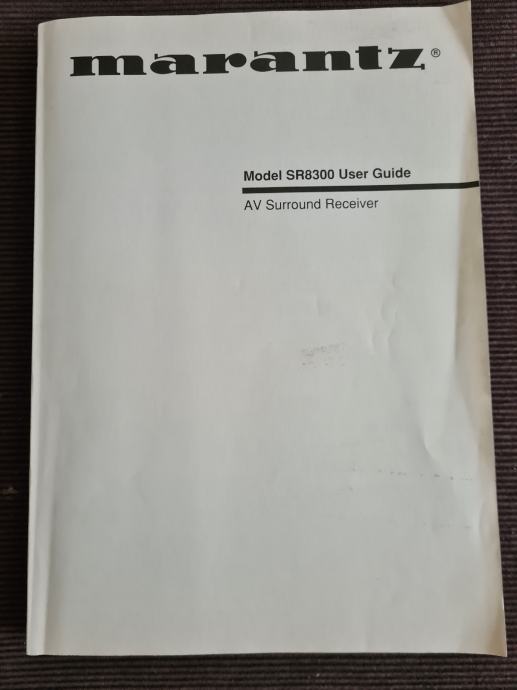 marantz®
Model SR8300 User Guide
AV Surround Receiver